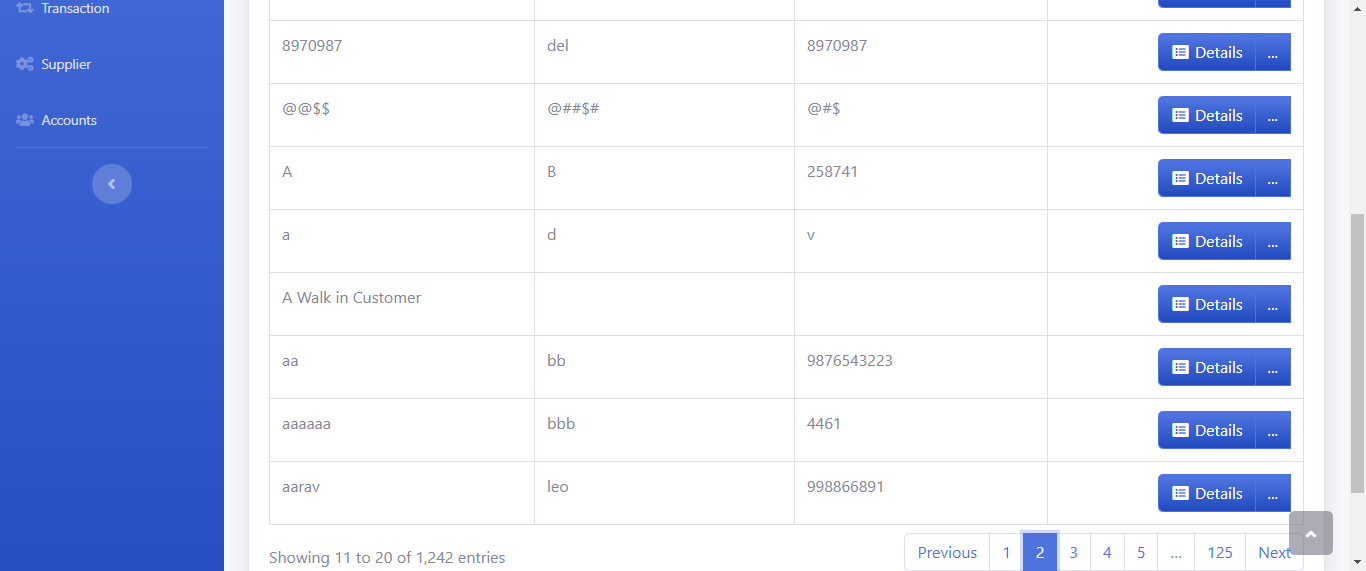 Transaction
Supplier
Accounts
8970987 del 8970987 Details ...
@@$$ @##$# @#$ Details ...
A B 258741 Details ...
a d v Details ...
A Walk in Customer Details ...
aa bb 9876543223 Details ...
aaaaaa bbb 4461 Details ...
aarav leo 998866891 Details ...
Showing 11 to 20 of 1,242 entries
Previous 1 2 3 4 5 ... 125 Next